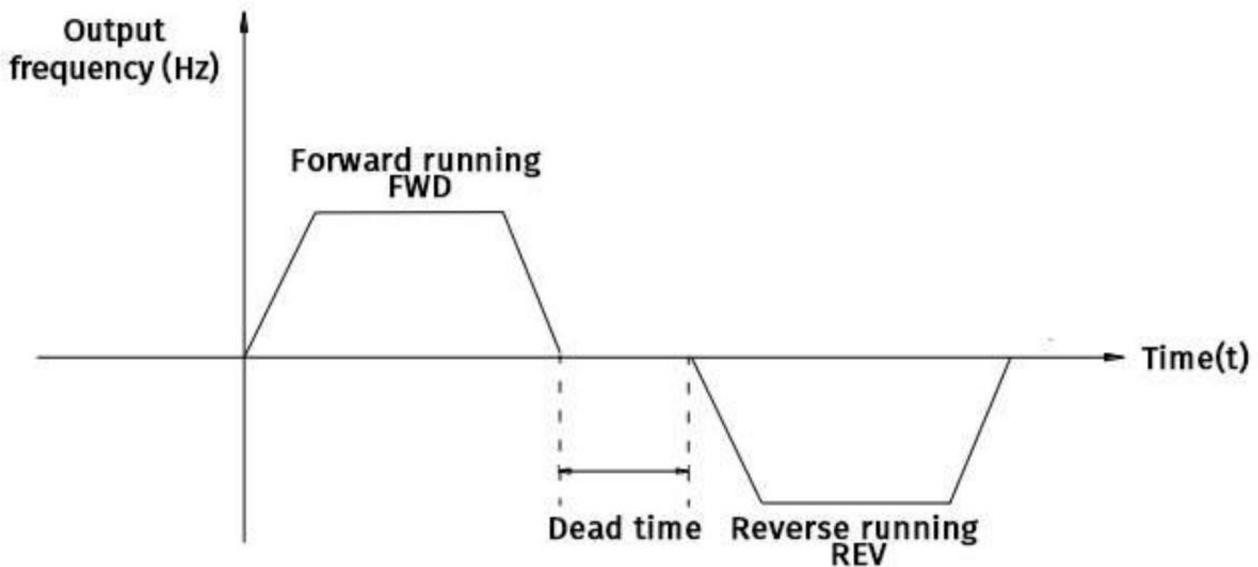 Output
frequency (Hz)
Forward running
FWD
Time(t)
Dead time
Reverse running
REV